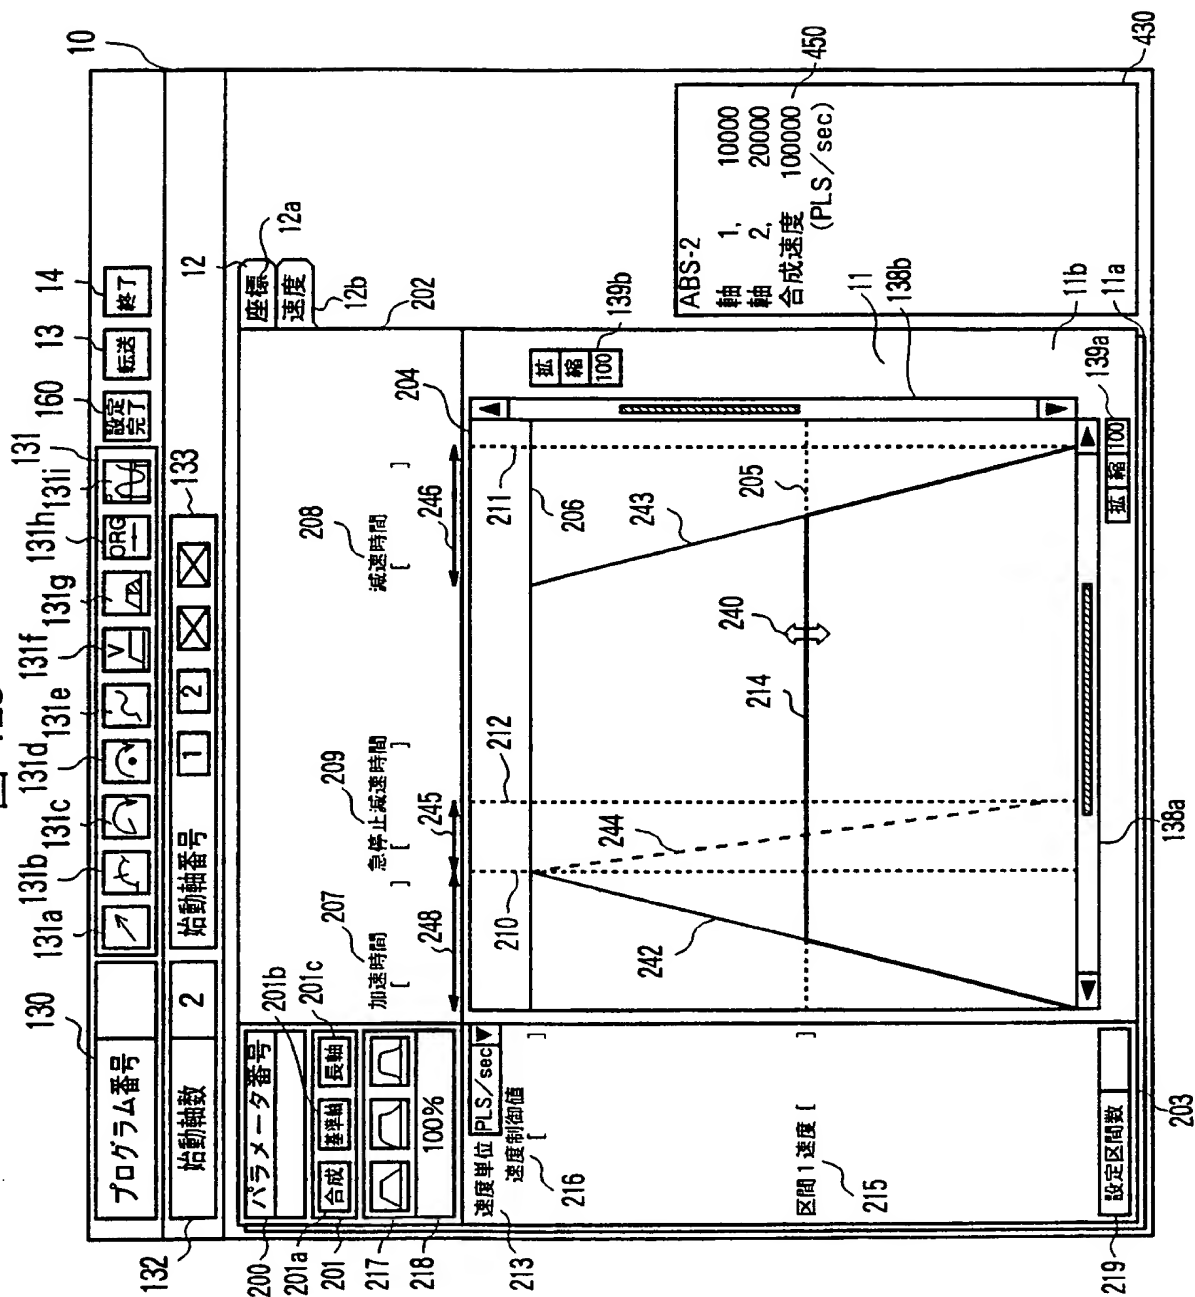 10
130
131a
131b
131c
131d
131e
131f
131g
131h
131i
131
160
13
14
プログラム番号
ORG
V
設定
完了
転送
終了
132
始動軸数 2
始動軸番号 1 2
133
12
座標
12a
速度
12b
202
200
パラメータ番号
201a
201
合成
基準軸
長軸
201b
201c
217
218
100%
207
加速時間
[ ]
209
急停止減速時間
[ ]
208
減速時間
[ ]
248
245
246
204
213
速度単位 PLS/sec
速度制御値
[ ]
216
210
212
211
206
242
244
243
214
240
205
区間1速度 [ ]
215
拡
縮
100
139b
11
138b
11b
11a
ABS-2
軸 1, 10000
軸 2, 20000
合成速度 100000
(PLS/sec)
450
430
219
設定区間数
203
138a
拡 縮 100
139a